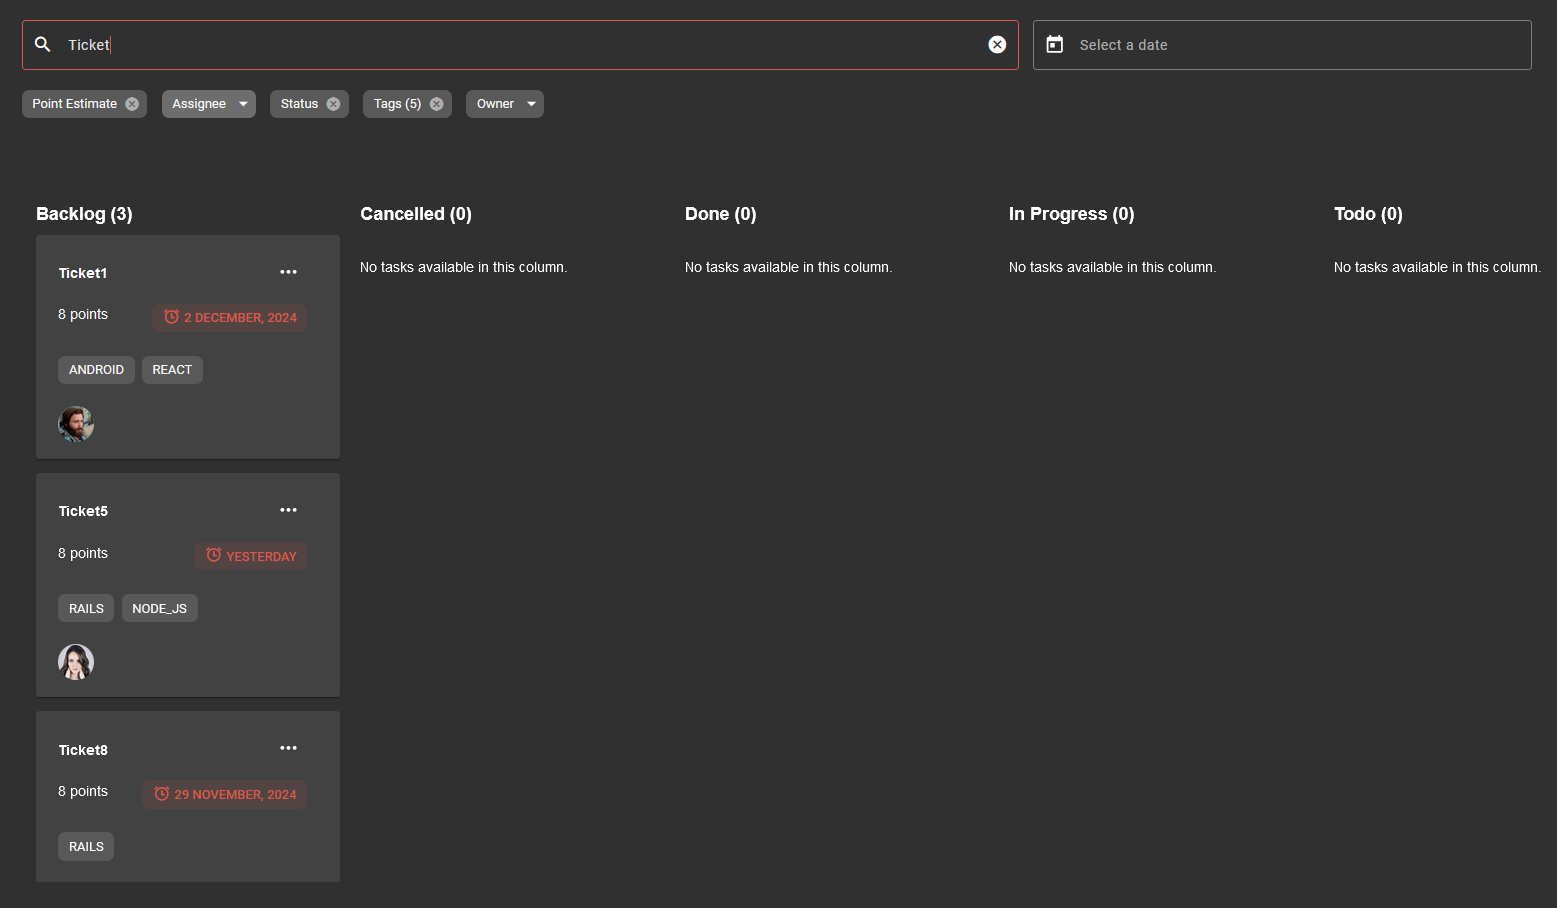 Ticket
Select a date
Point Estimate
Assignee
Status
Tags (5)
Owner
Backlog (3)
Ticket1
8 points
2 DECEMBER, 2024
ANDROID
REACT
Ticket5
8 points
YESTERDAY
RAILS
NODE_JS
Ticket8
8 points
29 NOVEMBER, 2024
RAILS
Cancelled (0)
No tasks available in this column.
Done (0)
No tasks available in this column.
In Progress (0)
No tasks available in this column.
Todo (0)
No tasks available in this column.